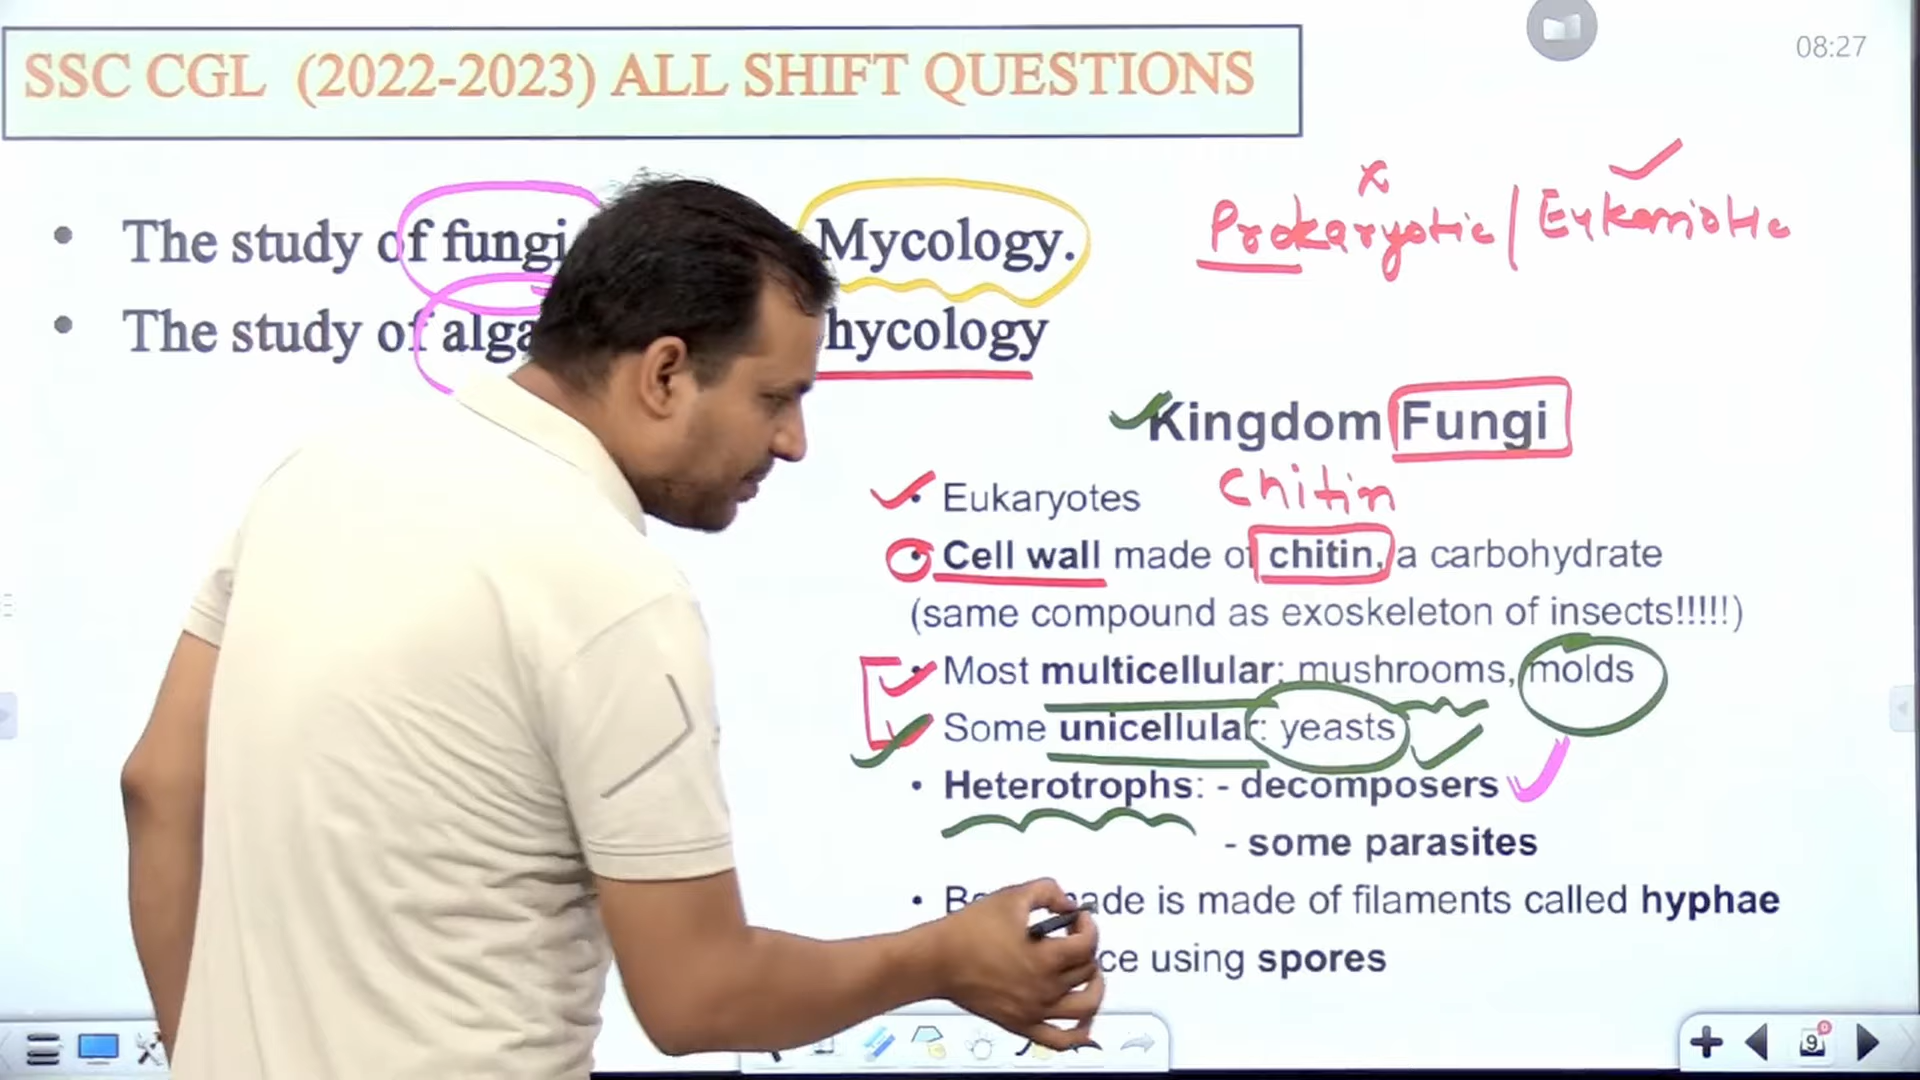 SSC CGL (2022-2023) ALL SHIFT QUESTIONS
08:27
x
Prokaryotic / Eukariotic
• The study of fungi Mycology.
• The study of alga hycology
Kingdom Fungi
• Eukaryotes
Chitin
• Cell wall made of chitin, a carbohydrate
(same compound as exoskeleton of insects!!!!!)
• Most multicellular: mushrooms, molds
• Some unicellular: yeasts
• Heterotrophs: - decomposers
- some parasites
• ade is made of filaments called hyphae
ce using spores
9
0